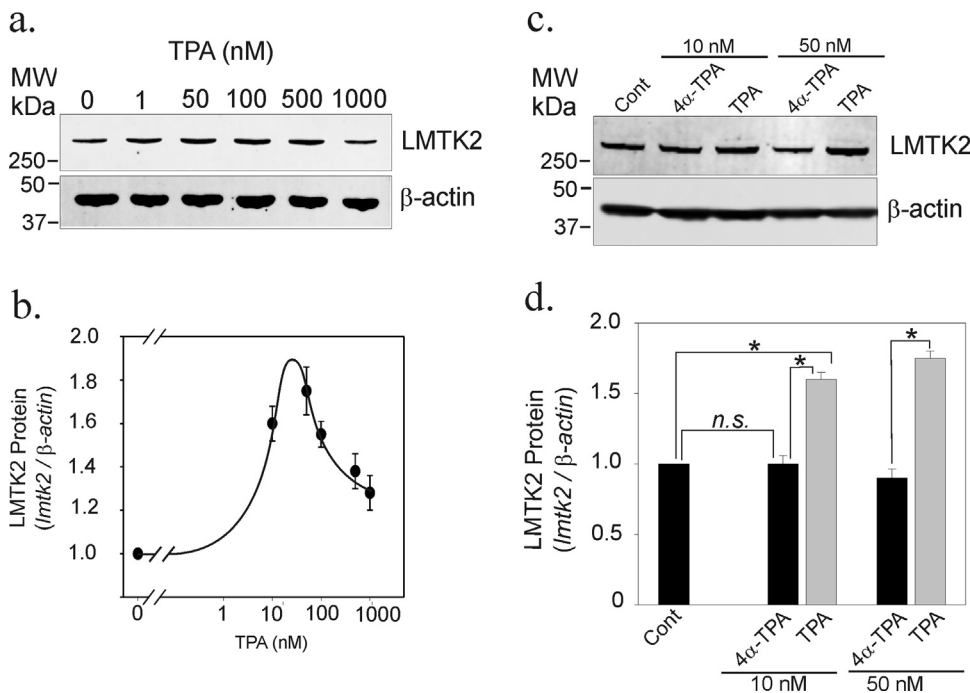 a.
TPA (nM)
MW
kDa
0 1 50 100 500 1000
LMTK2
250
50
β-actin
37
b.
2.0
1.8
1.6
1.4
1.2
1.0
LMTK2 Protein
(lmtk2 / β-actin)
0 1 10 100 1000
TPA (nM)
c.
10 nM 50 nM
MW
kDa
Cont 4α-TPA TPA 4α-TPA TPA
LMTK2
250
50
β-actin
37
d.
2.0
1.5
1.0
0.5
0
LMTK2 Protein
(lmtk2 / β-actin)
* * *
n.s.
Cont 4α-TPA TPA 4α-TPA TPA
10 nM 50 nM